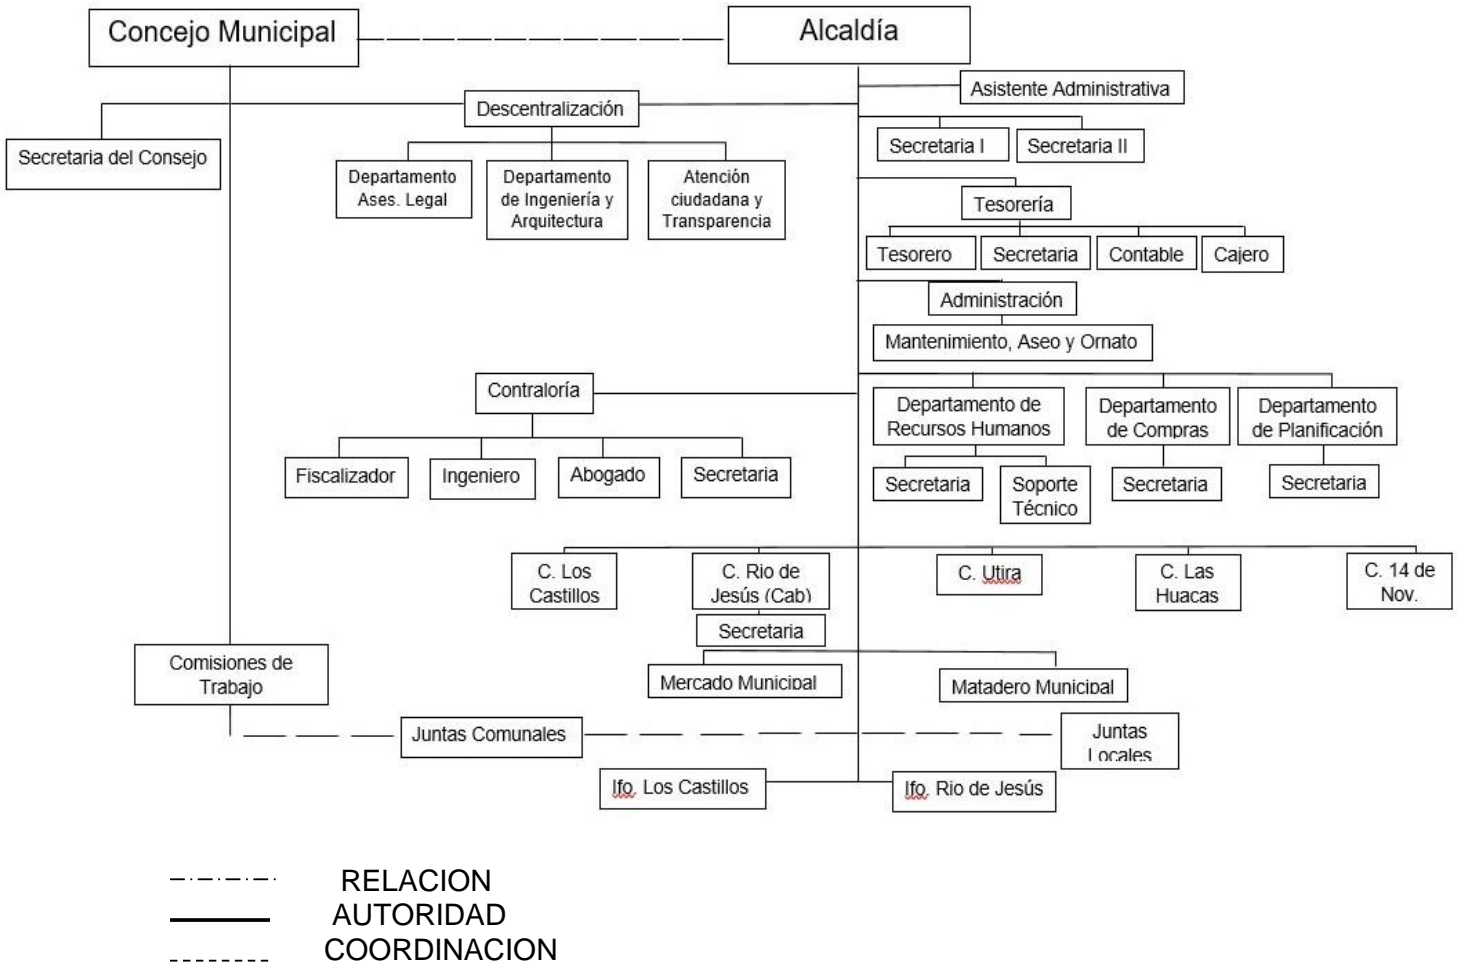 Concejo Municipal
Alcaldía
Asistente Administrativa
Descentralización
Secretaria del Consejo
Secretaria I
Secretaria II
Departamento
Ases. Legal
Departamento
de Ingeniería y
Arquitectura
Atención
ciudadana y
Transparencia
Tesorería
Tesorero
Secretaria
Contable
Cajero
Administración
Mantenimiento, Aseo y Ornato
Contraloría
Departamento de
Recursos Humanos
Departamento
de Compras
Departamento
de Planificación
Fiscalizador
Ingeniero
Abogado
Secretaria
Secretaria
Soporte
Técnico
Secretaria
Secretaria
C. Los
Castillos
C. Rio de
Jesús (Cab)
C. Utira
C. Las
Huacas
C. 14 de
Nov.
Secretaria
Comisiones de
Trabajo
Mercado Municipal
Matadero Municipal
Juntas Comunales
Juntas
Locales
Ifo. Los Castillos
Ifo. Rio de Jesús
RELACION
AUTORIDAD
COORDINACION